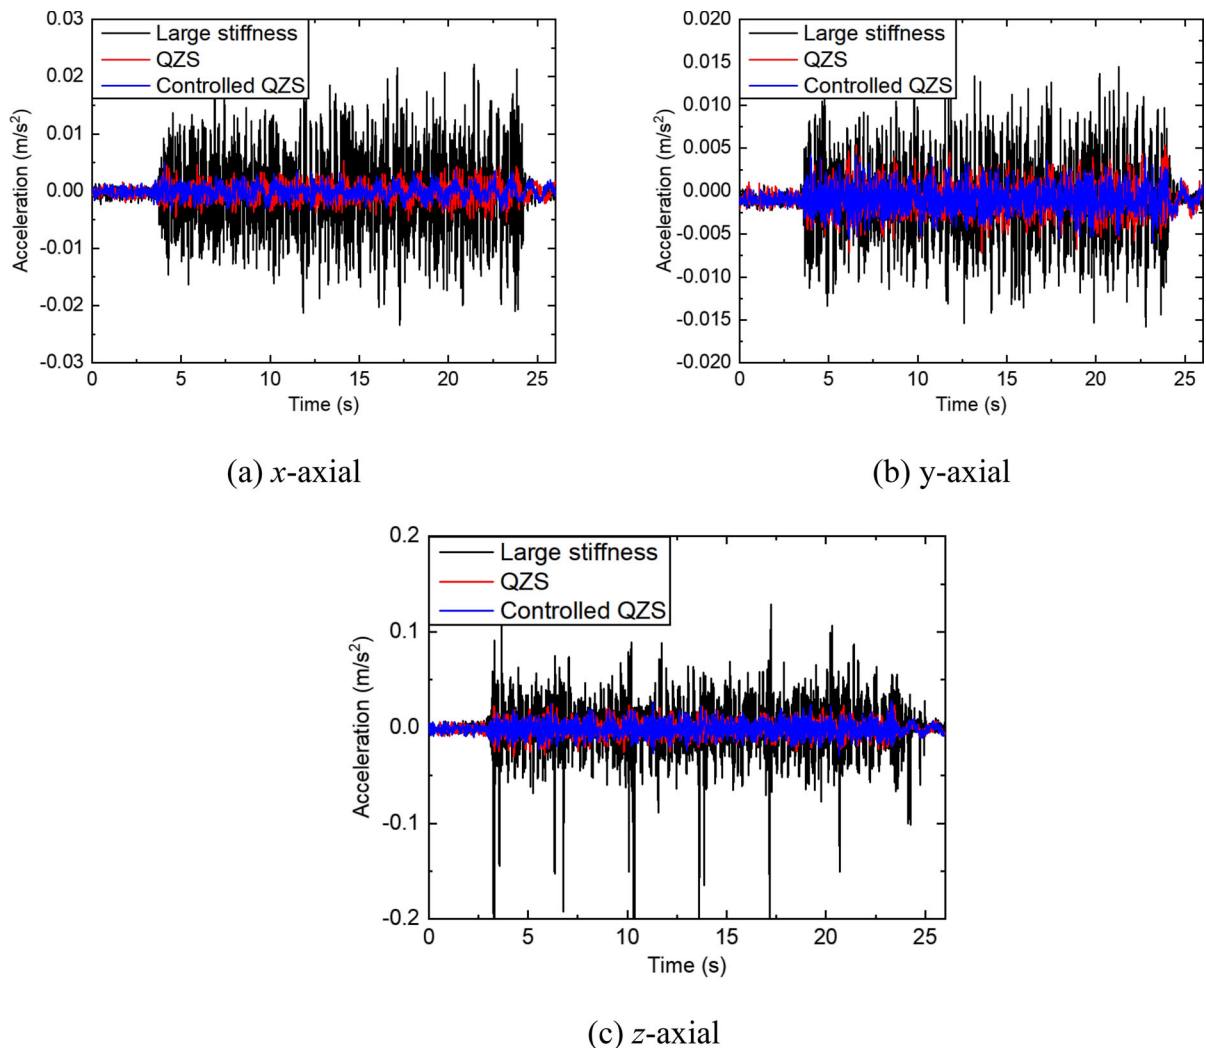 0.03
0.02
0.01
0.00
-0.01
-0.02
-0.03
Acceleration (m/s²)
Large stiffness
QZS
Controlled QZS
0 5 10 15 20 25
Time (s)
(a) x-axial
0.020
0.015
0.010
0.005
0.000
-0.005
-0.010
-0.015
-0.020
Acceleration (m/s²)
Large stiffness
QZS
Controlled QZS
0 5 10 15 20 25
Time (s)
(b) y-axial
0.2
0.1
0.0
-0.1
-0.2
Acceleration (m/s²)
Large stiffness
QZS
Controlled QZS
0 5 10 15 20 25
Time (s)
(c) z-axial